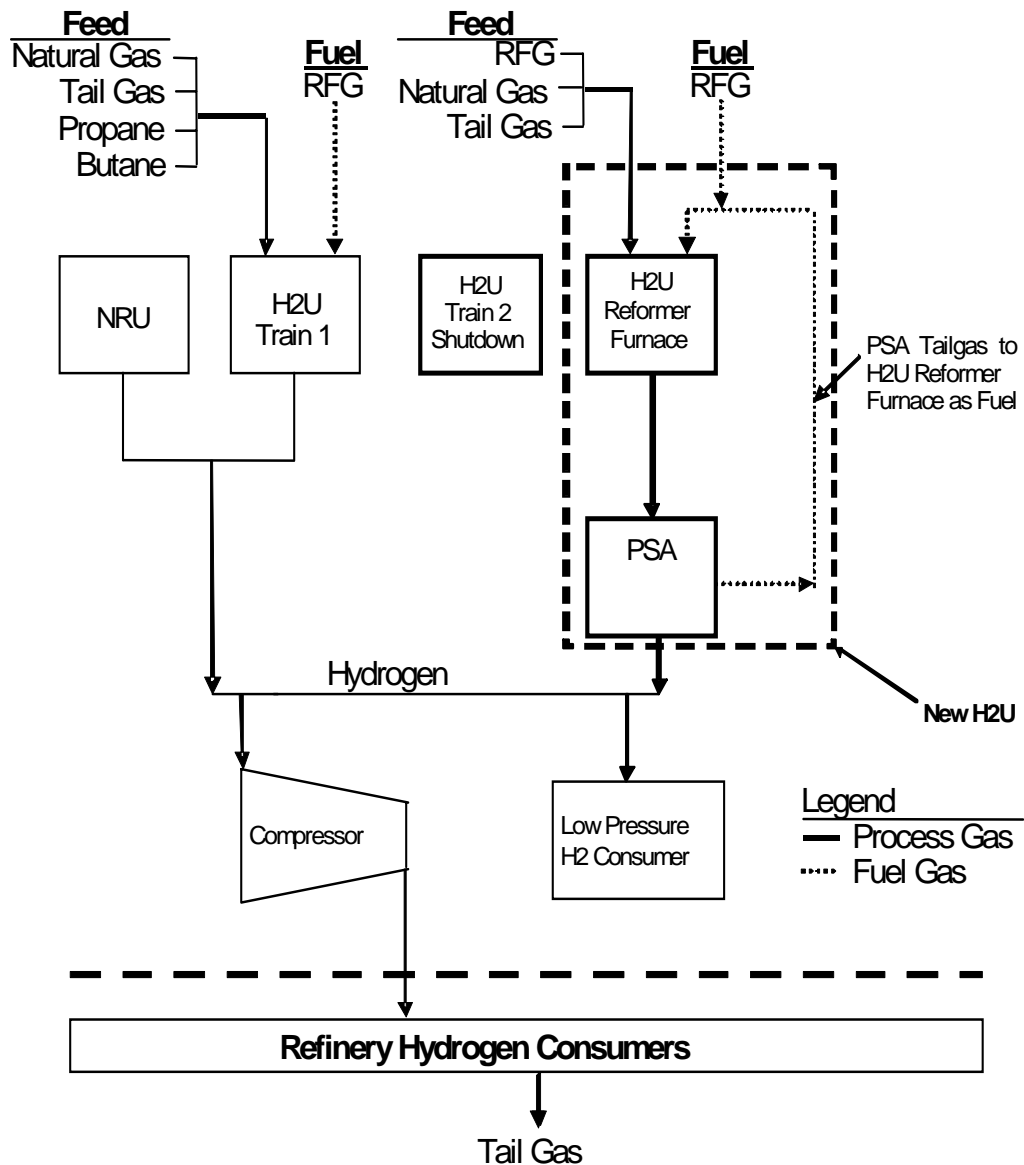 Feed
Natural Gas
Tail Gas
Propane
Butane
Fuel
RFG
Feed
RFG
Natural Gas
Tail Gas
Fuel
RFG
NRU
H2U
Train 1
H2U
Train 2
Shutdown
H2U
Reformer
Furnace
PSA Tailgas to
H2U Reformer
Furnace as Fuel
PSA
Hydrogen
New H2U
Compressor
Low Pressure
H2 Consumer
Legend
Process Gas
Fuel Gas
Refinery Hydrogen Consumers
Tail Gas